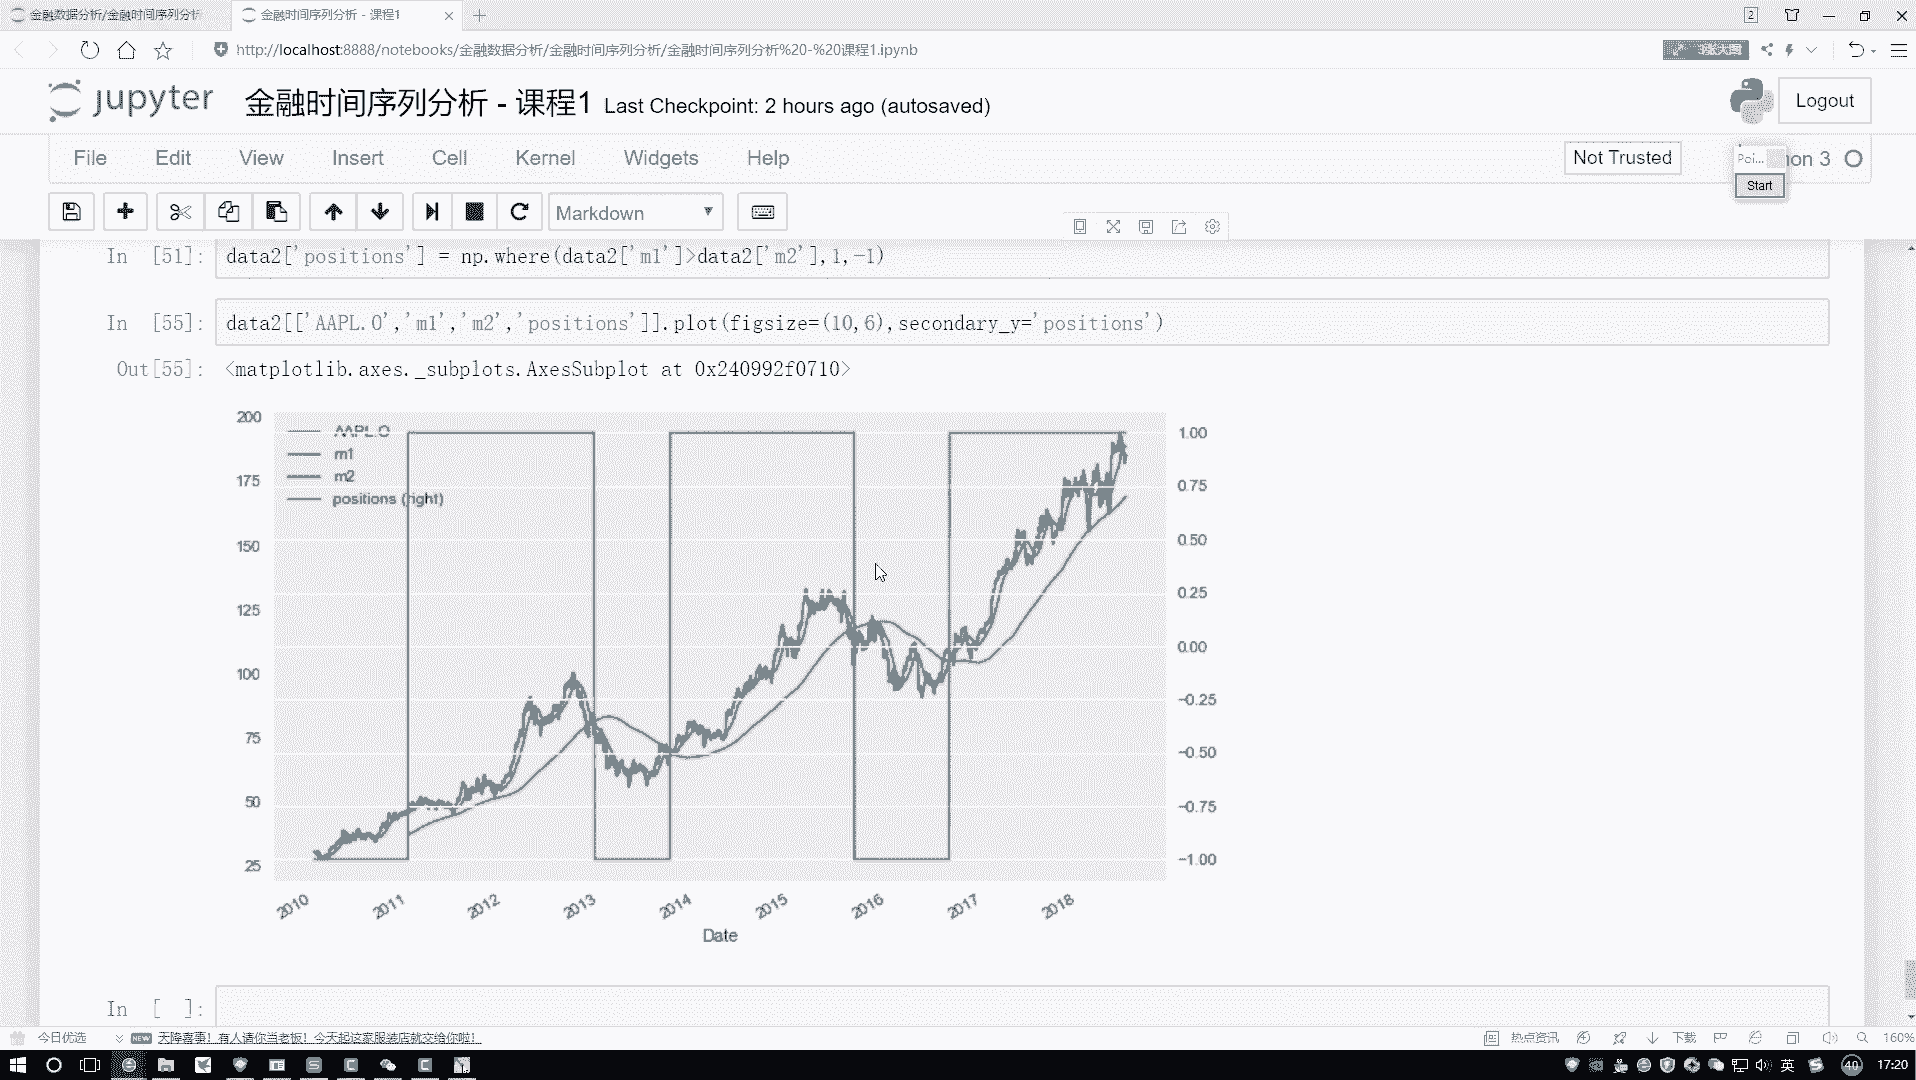 金融数据分析/金融时间序列分析
金融时间序列分析 - 课程1
2
http://localhost:8888/notebooks/金融数据分析/金融时间序列分析/金融时间序列分析%20-%20课程1.ipynb
jupyter 金融时间序列分析 - 课程1 Last Checkpoint: 2 hours ago (autosaved)
Logout
File Edit View Insert Cell Kernel Widgets Help
Not Trusted
Poi...
on 3
Start
Markdown
In [51]: data2['positions'] = np.where(data2['m1']>data2['m2'],1,-1)
In [55]: data2[['AAPL.O','m1','m2','positions']].plot(figsize=(10,6),secondary_y='positions')
Out[55]: <matplotlib.axes._subplots.AxesSubplot at 0x240992f0710>
AAPL.O
m1
m2
positions (right)
200
175
150
125
100
75
50
25
1.00
0.75
0.50
0.25
0.00
-0.25
-0.50
-0.75
-1.00
2010 2011 2012 2013 2014 2015 2016 2017 2018
Date
In [ ]:
今日优选
NEW
天降喜事！有人请你当老板！今天起这家服装店就交给你啦！
热点资讯
下载
160%
英
40
17:20